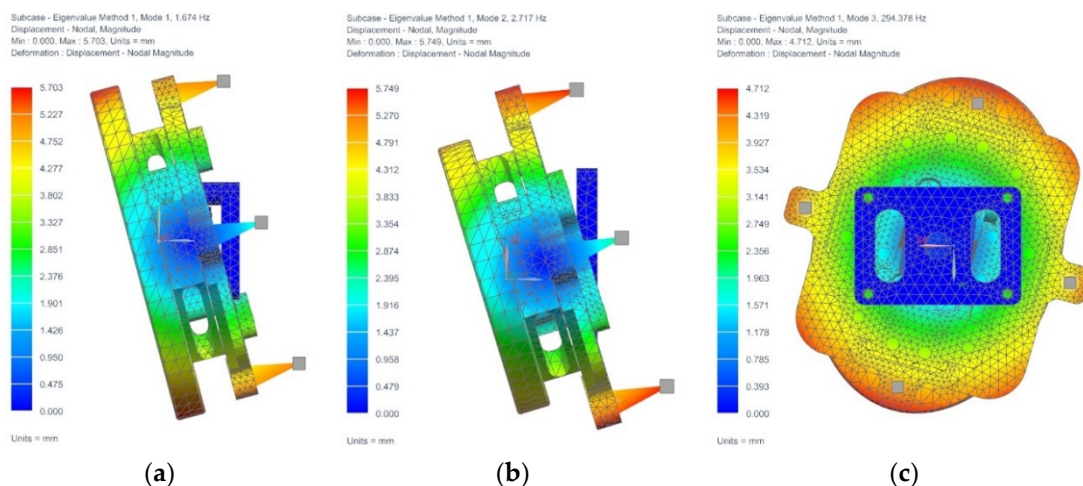 Subcase - Eigenvalue Method 1, Mode 1, 1.674 Hz
Displacement - Nodal, Magnitude
Min : 0.000, Max : 5.703, Units = mm
Deformation : Displacement - Nodal Magnitude
5.703
5.227
4.752
4.277
3.802
3.327
2.851
2.376
1.901
1.426
0.950
0.475
0.000
Units = mm
(a)
Subcase - Eigenvalue Method 1, Mode 2, 2.717 Hz
Displacement - Nodal, Magnitude
Min : 0.000, Max : 5.749, Units = mm
Deformation : Displacement - Nodal Magnitude
5.749
5.270
4.791
4.312
3.833
3.354
2.874
2.395
1.916
1.437
0.958
0.479
0.000
Units = mm
(b)
Subcase - Eigenvalue Method 1, Mode 3, 294.378 Hz
Displacement - Nodal, Magnitude
Min : 0.000, Max : 4.712, Units = mm
Deformation : Displacement - Nodal Magnitude
4.712
4.319
3.927
3.534
3.141
2.749
2.356
1.963
1.571
1.178
0.785
0.393
0.000
Units = mm
(c)